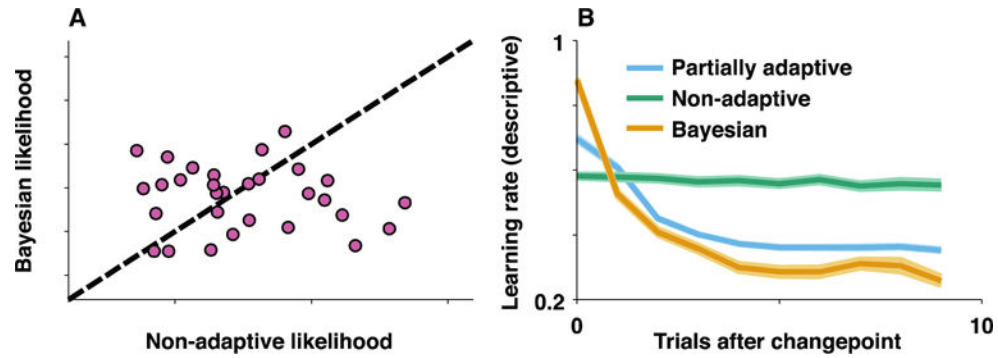 A
Bayesian likelihood
Non-adaptive likelihood
B
Learning rate (descriptive)
1
0.2
Partially adaptive
Non-adaptive
Bayesian
0
10
Trials after changepoint